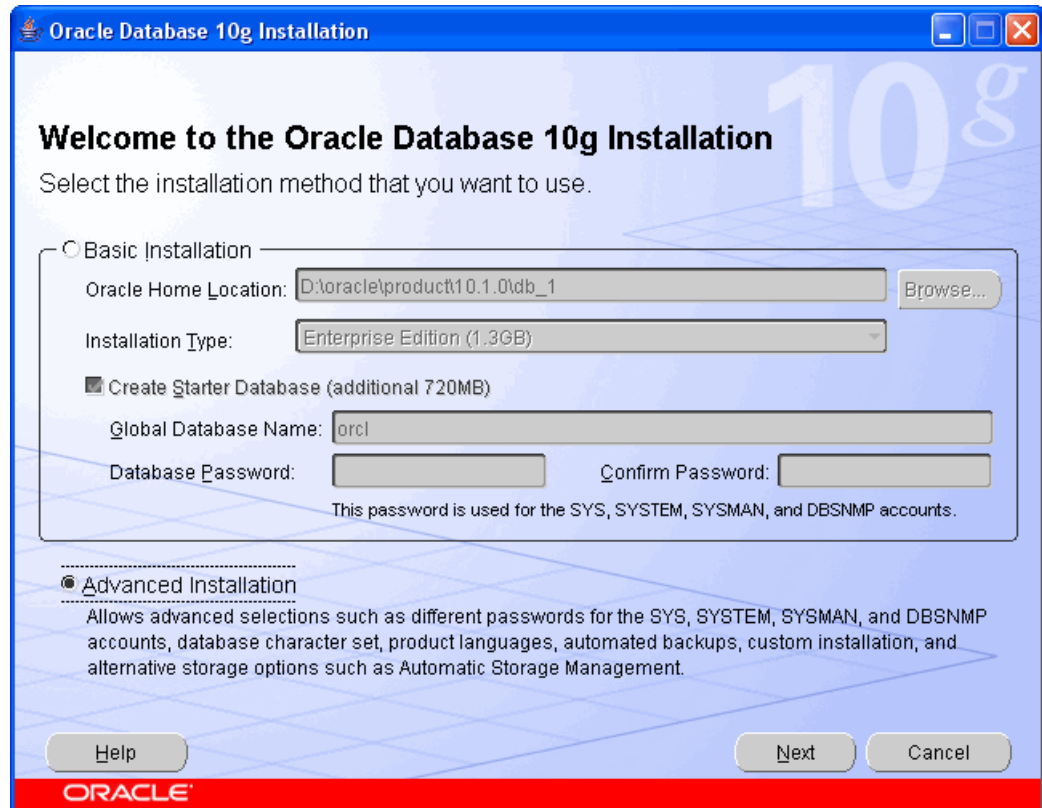 Oracle Database 10g Installation
10g
Welcome to the Oracle Database 10g Installation
Select the installation method that you want to use.
Basic Installation
Oracle Home Location: D:\oracle\product\10.1.0\db_1 Browse...
Installation Type: Enterprise Edition (1.3GB)
Create Starter Database (additional 720MB)
Global Database Name: orcl
Database Password: Confirm Password:
This password is used for the SYS, SYSTEM, SYSMAN, and DBSNMP accounts.
Advanced Installation
Allows advanced selections such as different passwords for the SYS, SYSTEM, SYSMAN, and DBSNMP
accounts, database character set, product languages, automated backups, custom installation, and
alternative storage options such as Automatic Storage Management.
Help Next Cancel
ORACLE